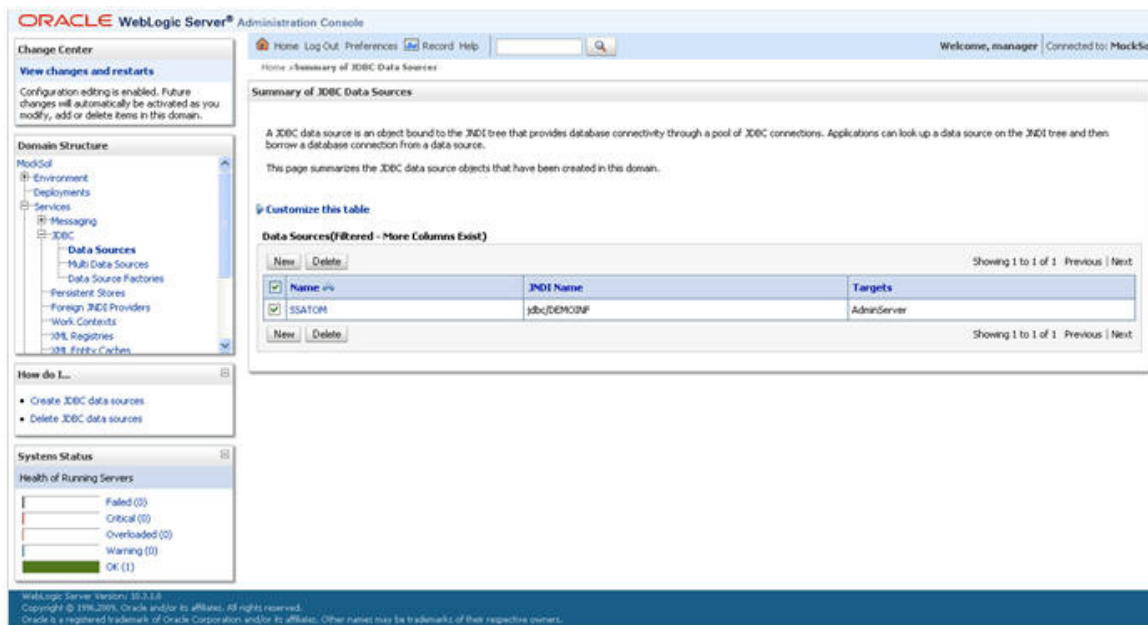 ORACLE WebLogic Server® Administration Console
Change Center
View changes and restarts
Configuration editing is enabled. Future
changes will automatically be activated as you
modify, add or delete items in this domain.
Domain Structure
MockSol
Environment
Deployments
Services
Messaging
JDBC
Data Sources
Multi Data Sources
Data Source Factories
Persistent Stores
Foreign JNDI Providers
Work Contexts
XML Registries
XML Entity Caches
How do I...
Create JDBC data sources
Delete JDBC data sources
System Status
Health of Running Servers
Failed (0)
Critical (0)
Overloaded (0)
Warning (0)
OK (1)
Home Log Out Preferences Record Help
Welcome, manager Connected to: MockSo
Home >Summary of JDBC Data Sources
Summary of JDBC Data Sources
A JDBC data source is an object bound to the JNDI tree that provides database connectivity through a pool of JDBC connections. Applications can look up a data source on the JNDI tree and then
borrow a database connection from a data source.
This page summarizes the JDBC data source objects that have been created in this domain.
Customize this table
Data Sources(Filtered - More Columns Exist)
New Delete Showing 1 to 1 of 1 Previous | Next
Name JNDI Name Targets
SSATOM jdbc/DEMOINF AdminServer
New Delete Showing 1 to 1 of 1 Previous | Next
WebLogic Server Version: 10.3.1.0
Copyright © 1996,2009, Oracle and/or its affiliates. All rights reserved.
Oracle is a registered trademark of Oracle Corporation and/or its affiliates. Other names may be trademarks of their respective owners.